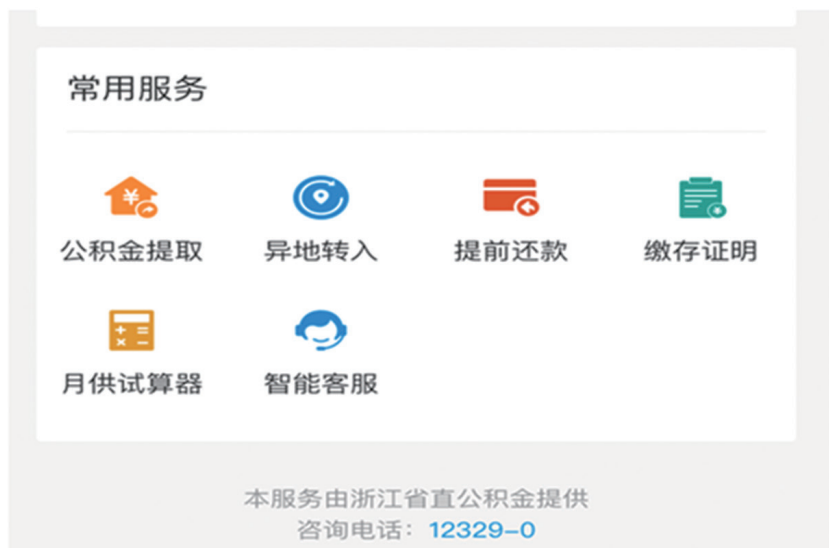 常用服务
公积金提取 异地转入 提前还款 缴存证明
月供试算器 智能客服
本服务由浙江省直公积金提供
咨询电话：12329-0